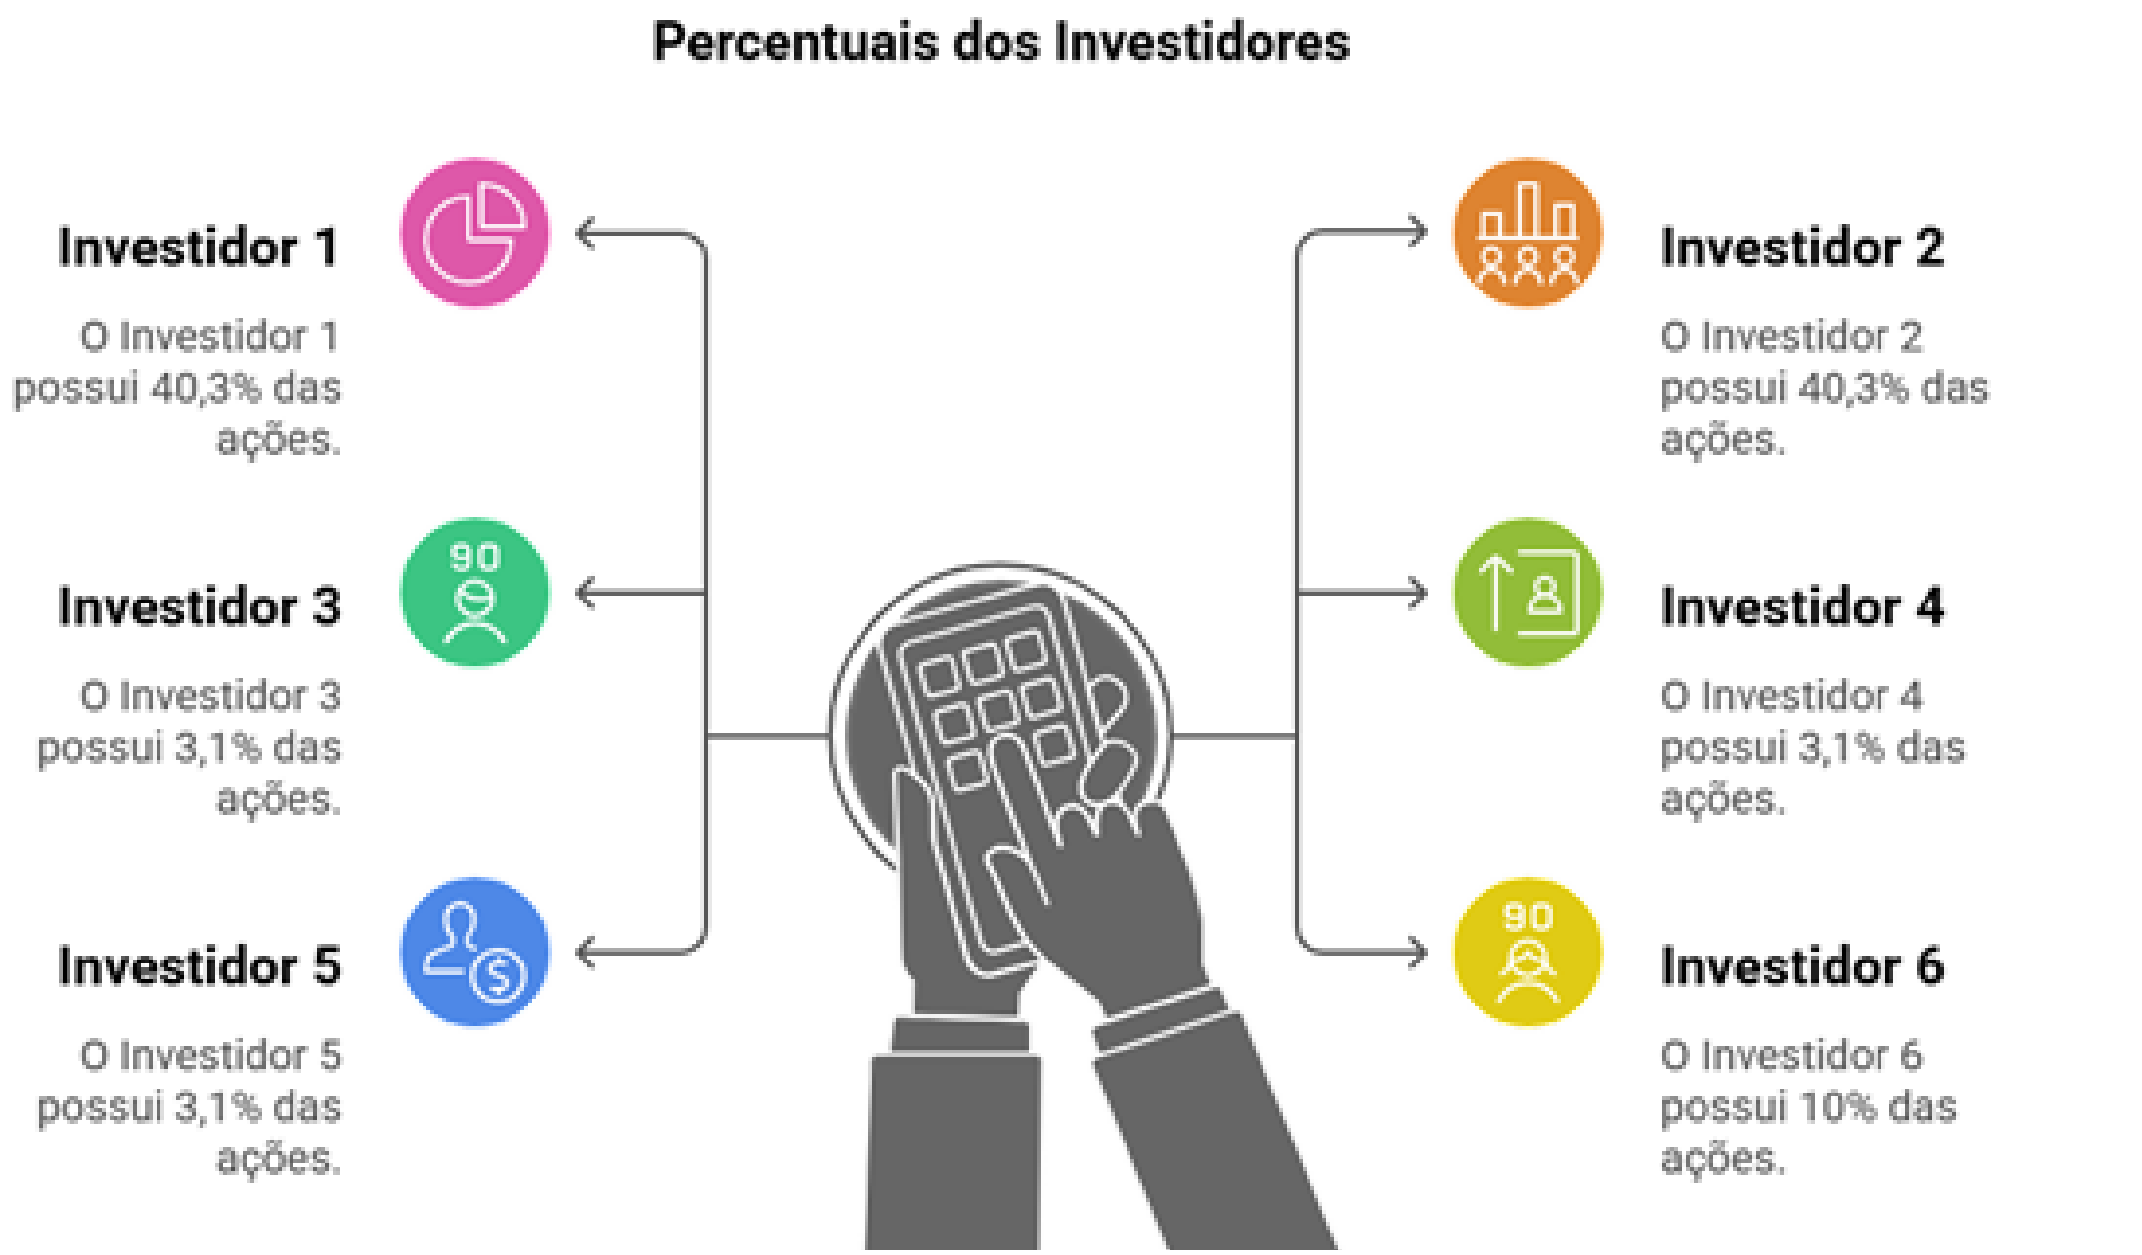 Percentuais dos Investidores
Investidor 1
O Investidor 1
possui 40,3% das
ações.
Investidor 2
O Investidor 2
possui 40,3% das
ações.
90
Investidor 3
O Investidor 3
possui 3,1% das
ações.
Investidor 4
O Investidor 4
possui 3,1% das
ações.
$
Investidor 5
O Investidor 5
possui 3,1% das
ações.
90
Investidor 6
O Investidor 6
possui 10% das
ações.